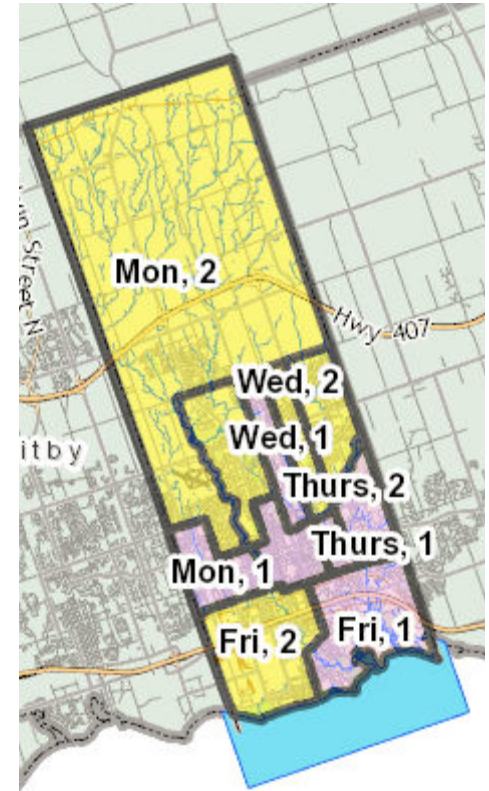 Mon, 2
Street N
Hwy 407
Wed, 2
Wed, 1
itby
Thurs, 2
Thurs, 1
Mon, 1
Fri, 1
Fri, 2